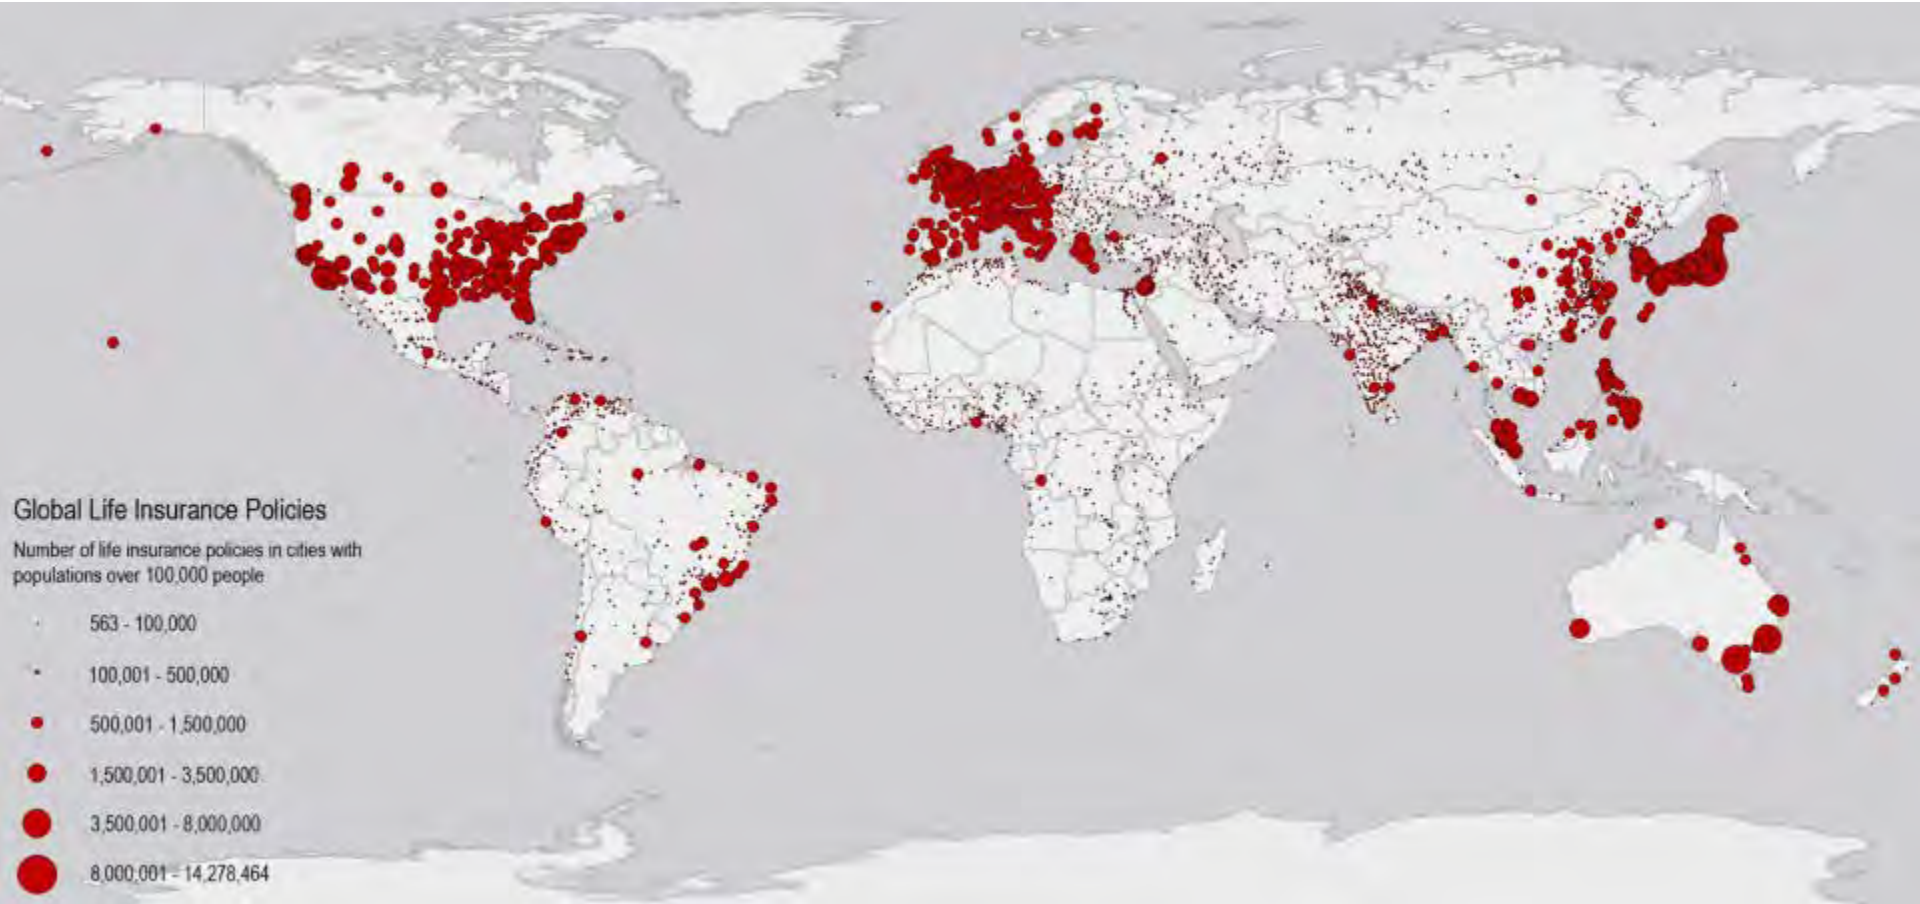 Global Life Insurance Policies
Number of life insurance policies in cities with
populations over 100,000 people
563 - 100,000
100,001 - 500,000
500,001 - 1,500,000
1,500,001 - 3,500,000
3,500,001 - 8,000,000
8,000,001 - 14,278,464